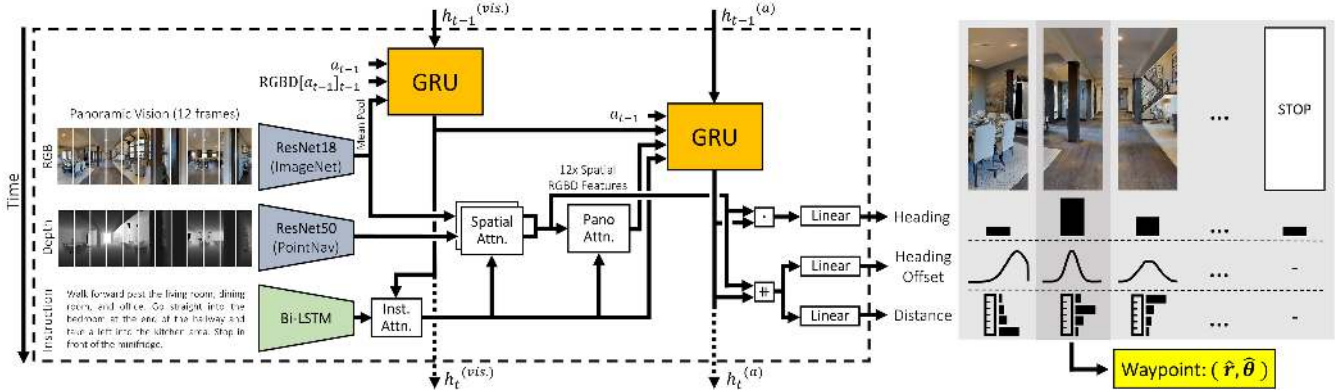 h_{t-1}^{(vis.)}
h_{t-1}^{(a)}
a_{t-1}
RGBD[a_{t-1}]_{t-1}
GRU
Mean Pool
Panoramic Vision (12 frames)
Time
RGB
ResNet18
(ImageNet)
a_{t-1}
GRU
12x Spatial
RGBD Features
Depth
ResNet50
(PointNav)
Spatial
Attn.
Pano
Attn.
Instruction
Walk forward past the living room, dining
room, and office. Go straight into the
bedroom at the end of the hallway and
take a left into the kitchen area. Stop in
front of the minifridge.
Bi-LSTM
Inst.
Attn.
·
Linear
Heading
Linear
Heading
Offset
⧺
Linear
Distance
h_t^{(vis.)}
h_t^{(a)}
...
STOP
...
...
-
...
-
Waypoint: (r̂, θ̂)